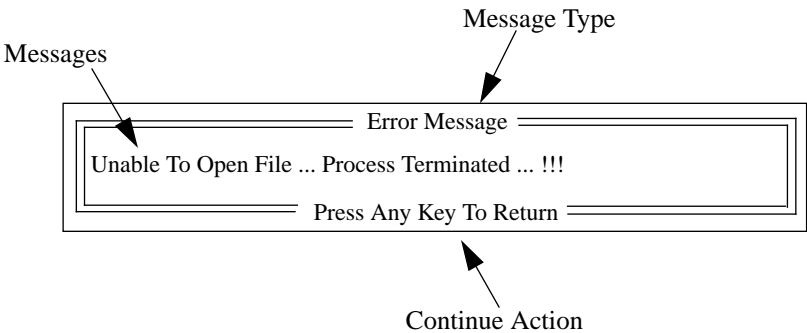 Message Type
Messages
Error Message
Unable To Open File ... Process Terminated ... !!!
Press Any Key To Return
Continue Action